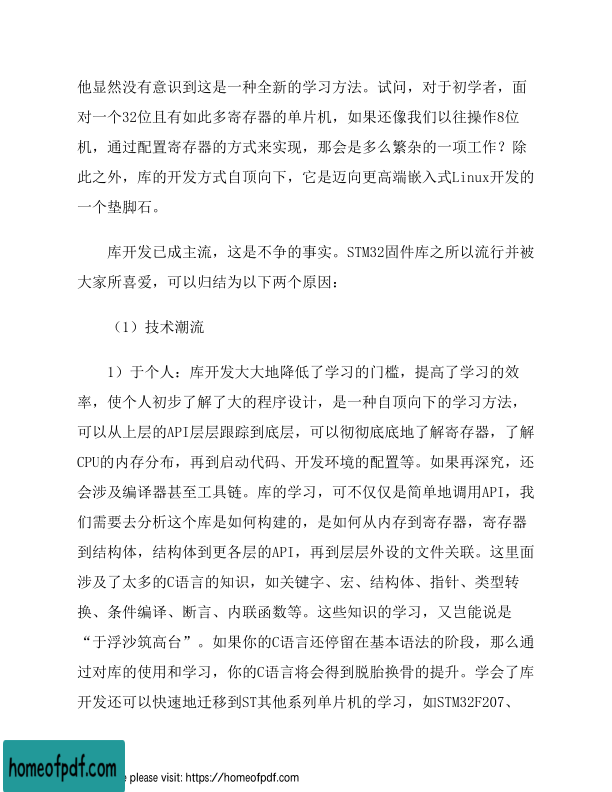 他显然没有意识到这是一种全新的学习方法。试问，对于初学者，面
对一个32位且有如此多寄存器的单片机，如果还像我们以往操作8位
机，通过配置寄存器的方式来实现，那会是多么繁杂的一项工作？除
此之外，库的开发方式自顶向下，它是迈向更高端嵌入式Linux开发的
一个垫脚石。
库开发已成主流，这是不争的事实。STM32固件库之所以流行并被
大家所喜爱，可以归结为以下两个原因：
（1）技术潮流
1）于个人：库开发大大地降低了学习的门槛，提高了学习的效
率，使个人初步了解了大的程序设计，是一种自顶向下的学习方法，
可以从上层的API层层跟踪到底层，可以彻彻底底地了解寄存器，了解
CPU的内存分布，再到启动代码、开发环境的配置等。如果再深究，还
会涉及编译器甚至工具链。库的学习，可不仅仅是简单地调用API，我
们需要去分析这个库是如何构建的，是如何从内存到寄存器，寄存器
到结构体，结构体到更各层的API，再到层层外设的文件关联。这里面
涉及了太多的C语言的知识，如关键字、宏、结构体、指针、类型转
换、条件编译、断言、内联函数等。这些知识的学习，又岂能说是
“于浮沙筑高台”。如果你的C语言还停留在基本语法的阶段，那么通
过对库的使用和学习，你的C语言将会得到脱胎换骨的提升。学会了库
开发还可以快速地迁移到ST其他系列单片机的学习，如STM32F207、
homeofpdf.com
e please visit: https://homeofpdf.com